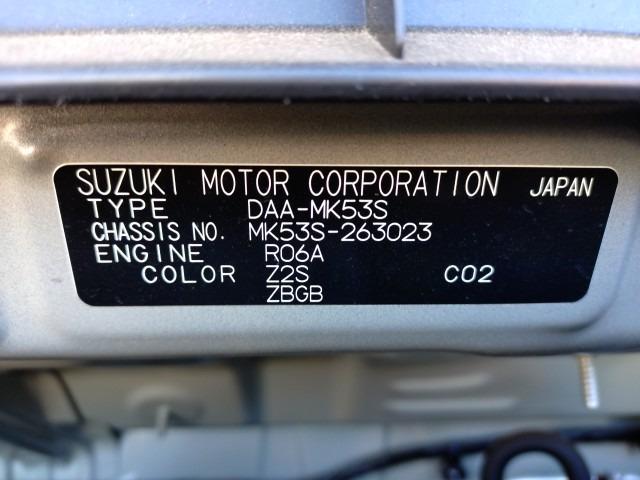 SUZUKI MOTOR CORPORATION JAPAN
TYPE DAA-MK53S
CHASSIS NO. MK53S-263023
ENGINE R06A
COLOR Z2S C02
ZBGB